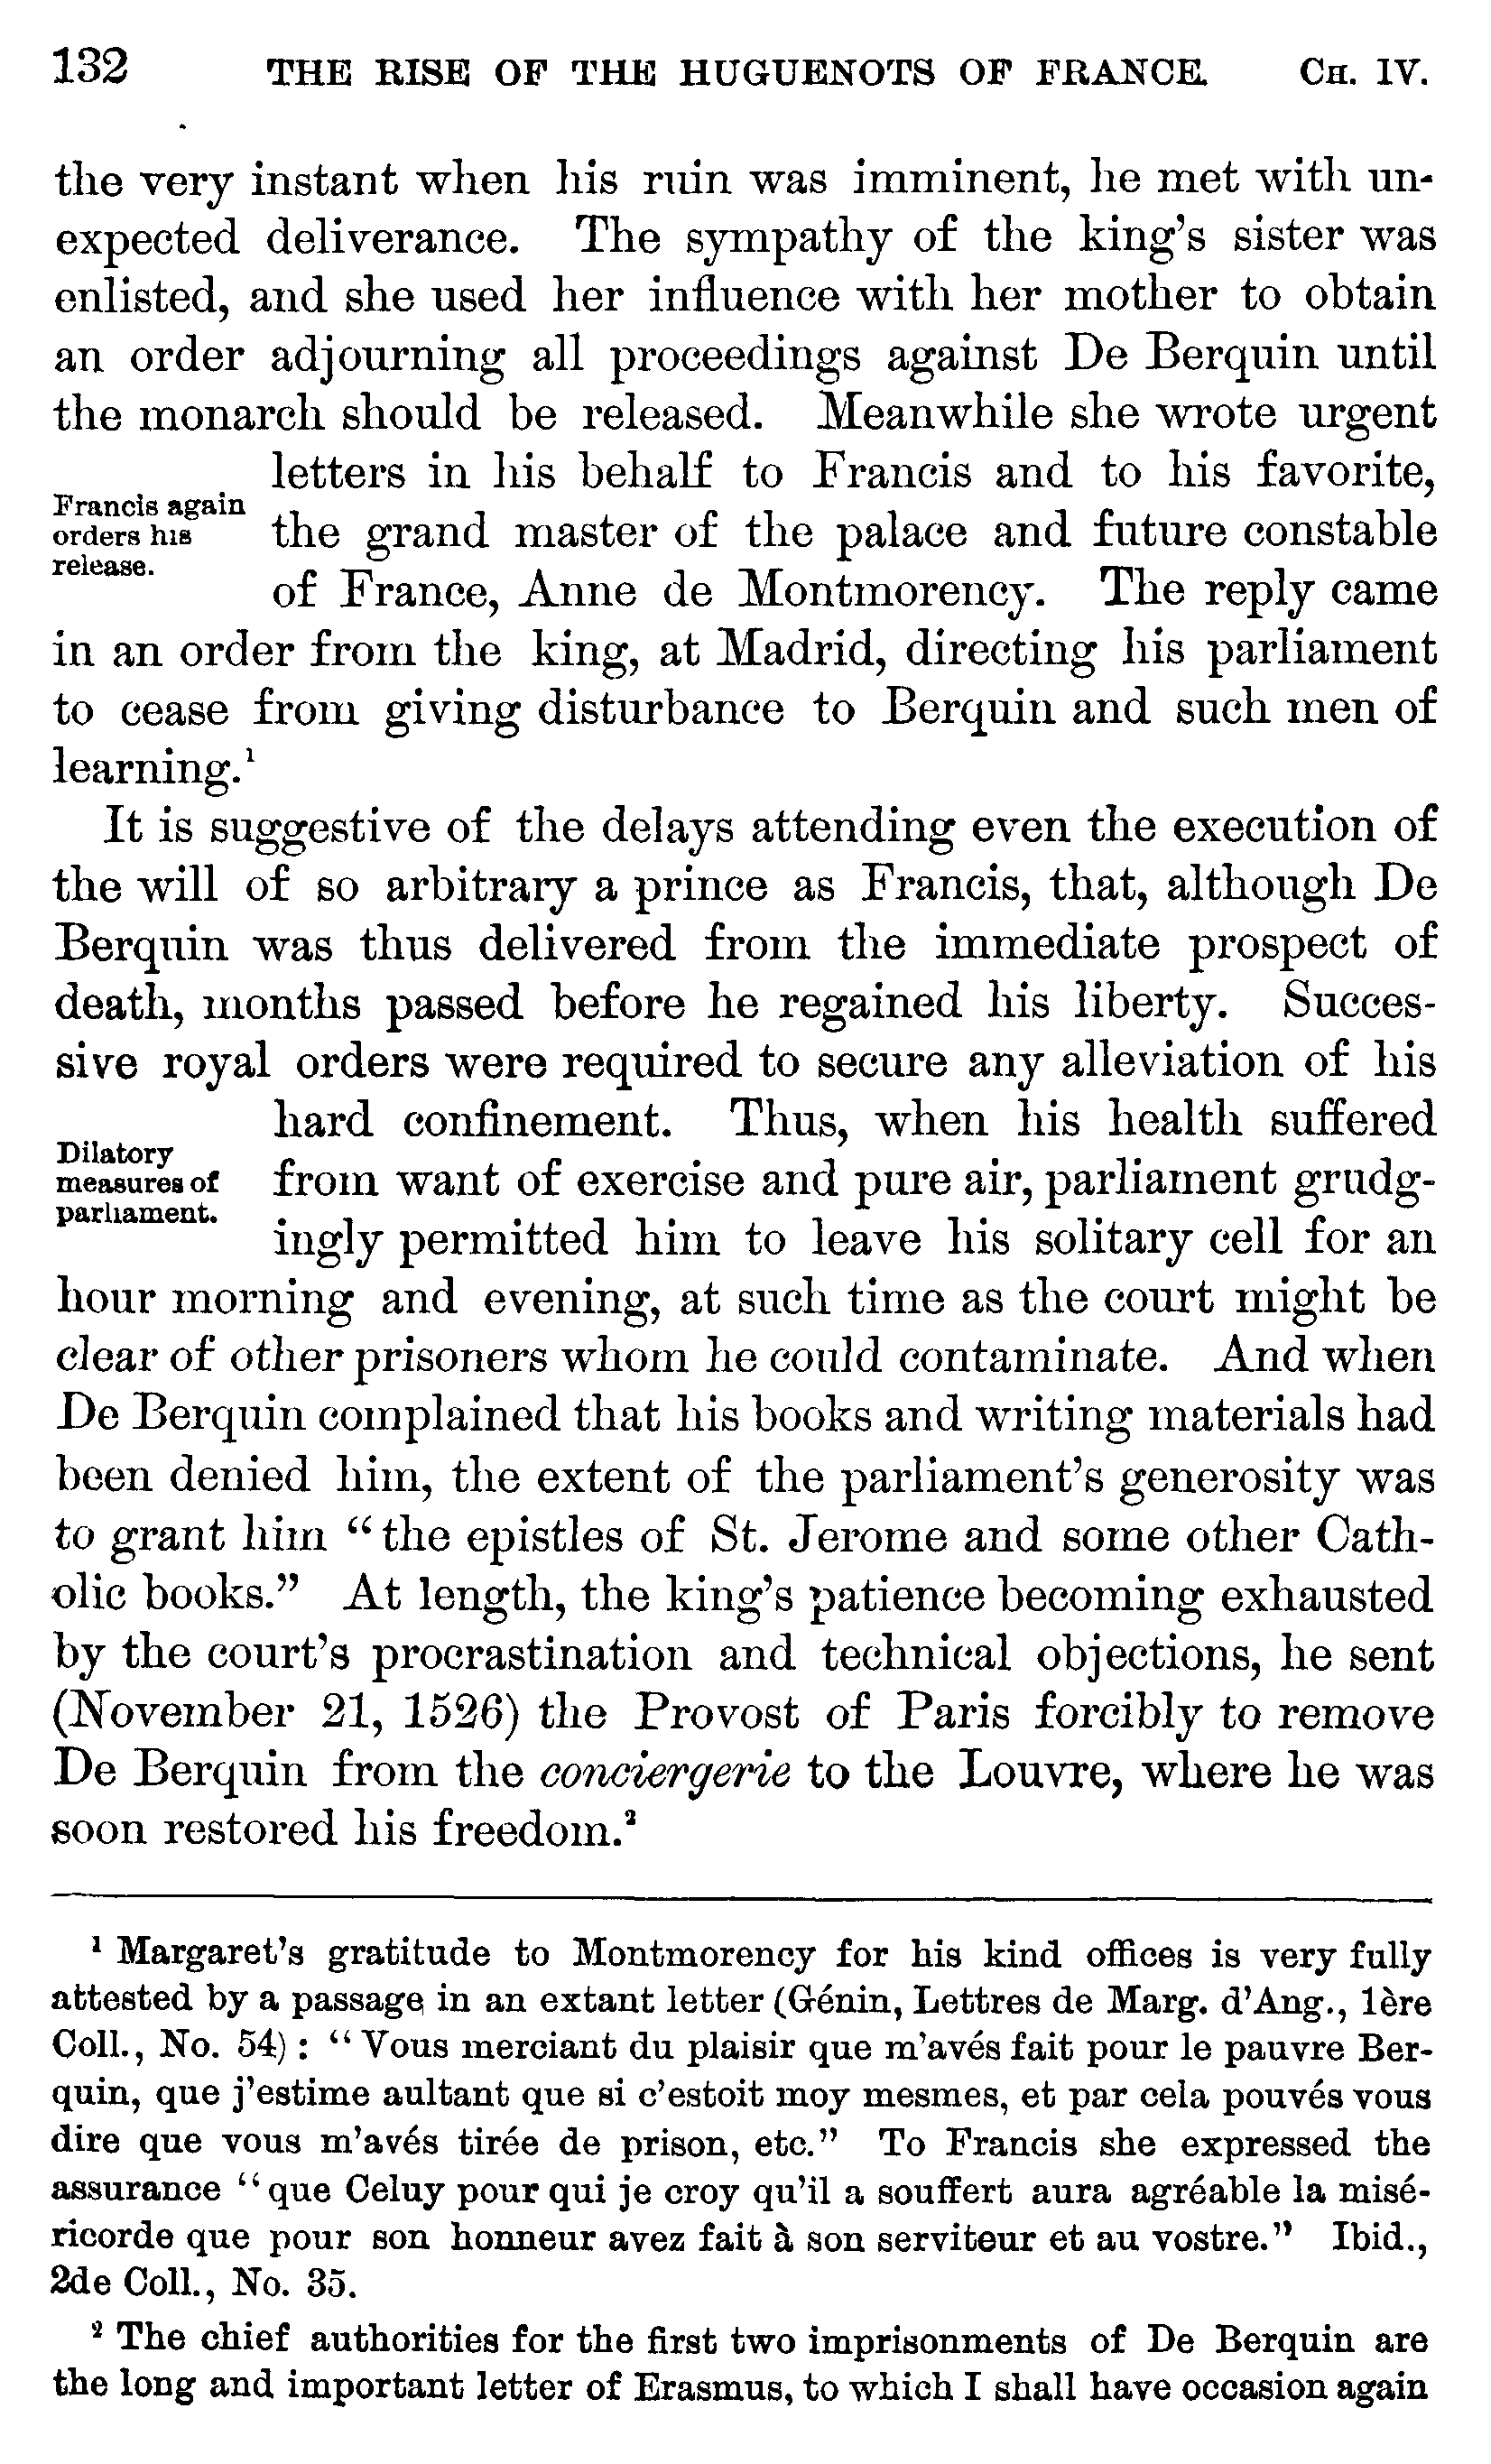 132 THE RISE OF THE HUGUENOTS OF FRANCE. CH. IV.
the very instant when his ruin was imminent, he met with un-
expected deliverance. The sympathy of the king's sister was
enlisted, and she used her influence with her mother to obtain
an order adjourning all proceedings against De Berquin until
the monarch should be released. Meanwhile she wrote urgent
letters in his behalf to Francis and to his favorite,
Francis again
orders his
release.
the grand master of the palace and future constable
of France, Anne de Montmorency. The reply came
in an order from the king, at Madrid, directing his parliament
to cease from giving disturbance to Berquin and such men of
learning.¹
It is suggestive of the delays attending even the execution of
the will of so arbitrary a prince as Francis, that, although De
Berquin was thus delivered from the immediate prospect of
death, months passed before he regained his liberty. Succes-
sive royal orders were required to secure any alleviation of his
hard confinement. Thus, when his health suffered
Dilatory
measures of
parliament.
from want of exercise and pure air, parliament grudg-
ingly permitted him to leave his solitary cell for an
hour morning and evening, at such time as the court might be
clear of other prisoners whom he could contaminate. And when
De Berquin complained that his books and writing materials had
been denied him, the extent of the parliament's generosity was
to grant him "the epistles of St. Jerome and some other Cath-
olic books." At length, the king's patience becoming exhausted
by the court's procrastination and technical objections, he sent
(November 21, 1526) the Provost of Paris forcibly to remove
De Berquin from the conciergerie to the Louvre, where he was
soon restored his freedom.²
¹ Margaret's gratitude to Montmorency for his kind offices is very fully
attested by a passage in an extant letter (Génin, Lettres de Marg. d'Ang., 1ère
Coll., No. 54): "Vous merciant du plaisir que m'avés fait pour le pauvre Ber-
quin, que j'estime aultant que si c'estoit moy mesmes, et par cela pouvés vous
dire que vous m'avés tirée de prison, etc." To Francis she expressed the
assurance "que Celuy pour qui je croy qu'il a souffert aura agréable la misé-
ricorde que pour son honneur avez fait à son serviteur et au vostre." Ibid.,
2de Coll., No. 35.
² The chief authorities for the first two imprisonments of De Berquin are
the long and important letter of Erasmus, to which I shall have occasion again